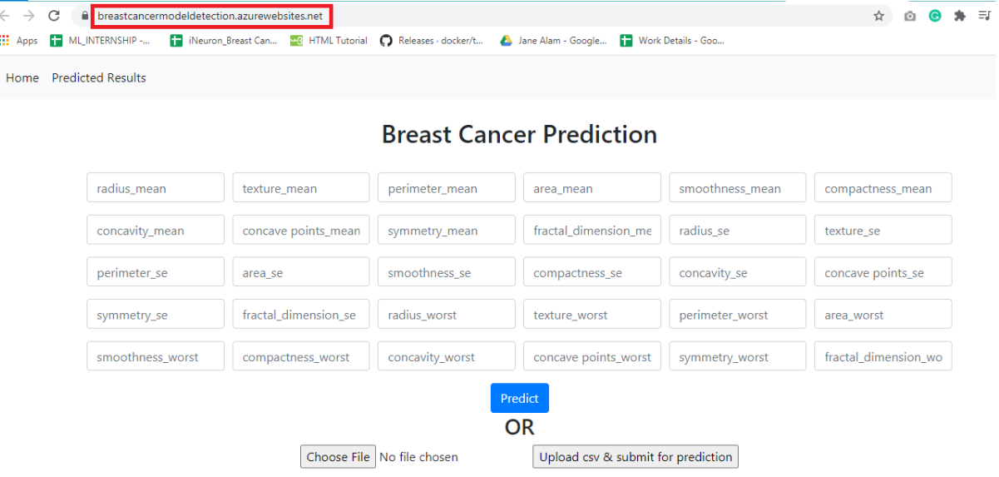 breastcancermodeldetection.azurewebsites.net
Apps ML_INTERNSHIP -... iNeuron_Breast Can... HTML Tutorial Releases · docker/t... Jane Alam - Google... Work Details - Goo...
Home Predicted Results
Breast Cancer Prediction
radius_mean texture_mean perimeter_mean area_mean smoothness_mean compactness_mean
concavity_mean concave points_mean symmetry_mean fractal_dimension_me radius_se texture_se
perimeter_se area_se smoothness_se compactness_se concavity_se concave points_se
symmetry_se fractal_dimension_se radius_worst texture_worst perimeter_worst area_worst
smoothness_worst compactness_worst concavity_worst concave points_worst symmetry_worst fractal_dimension_wo
Predict
OR
Choose File No file chosen Upload csv & submit for prediction